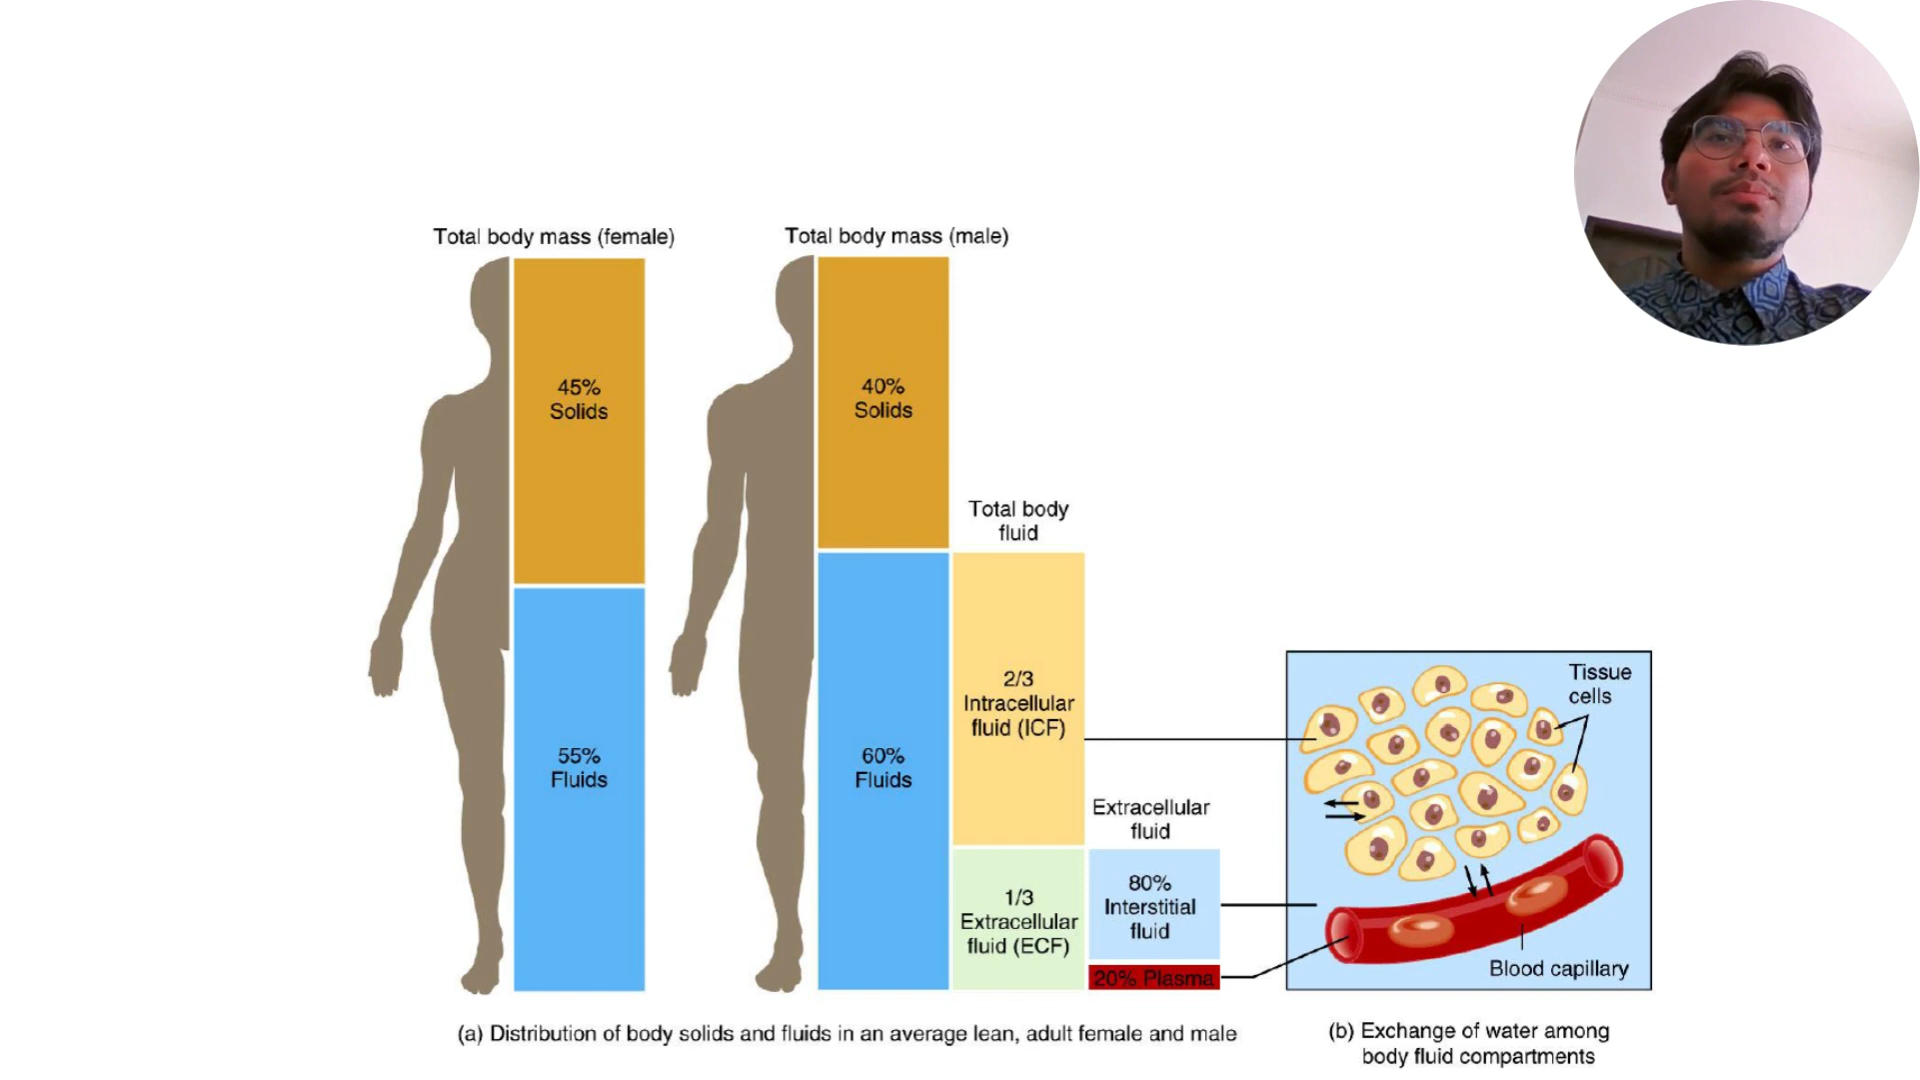 Total body mass (female)
Total body mass (male)
45%
Solids
40%
Solids
Total body
fluid
55%
Fluids
60%
Fluids
2/3
Intracellular
fluid (ICF)
Extracellular
fluid
1/3
Extracellular
fluid (ECF)
80%
Interstitial
fluid
20% Plasma
Tissue
cells
Blood capillary
(a) Distribution of body solids and fluids in an average lean, adult female and male
(b) Exchange of water among
body fluid compartments